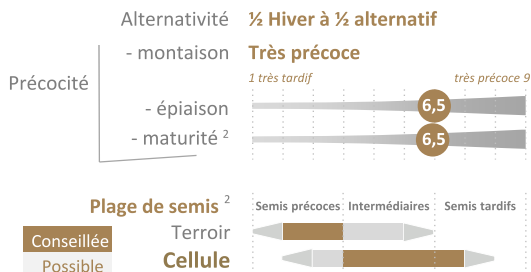 Alternativité ½ Hiver à ½ alternatif
- montaison Très précoce
Précocité
1 très tardif très précoce 9
- épiaison 6,5
- maturité ² 6,5
Plage de semis ² Semis précoces Intermédiaires Semis tardifs
Conseillée Terroir
Possible Cellule